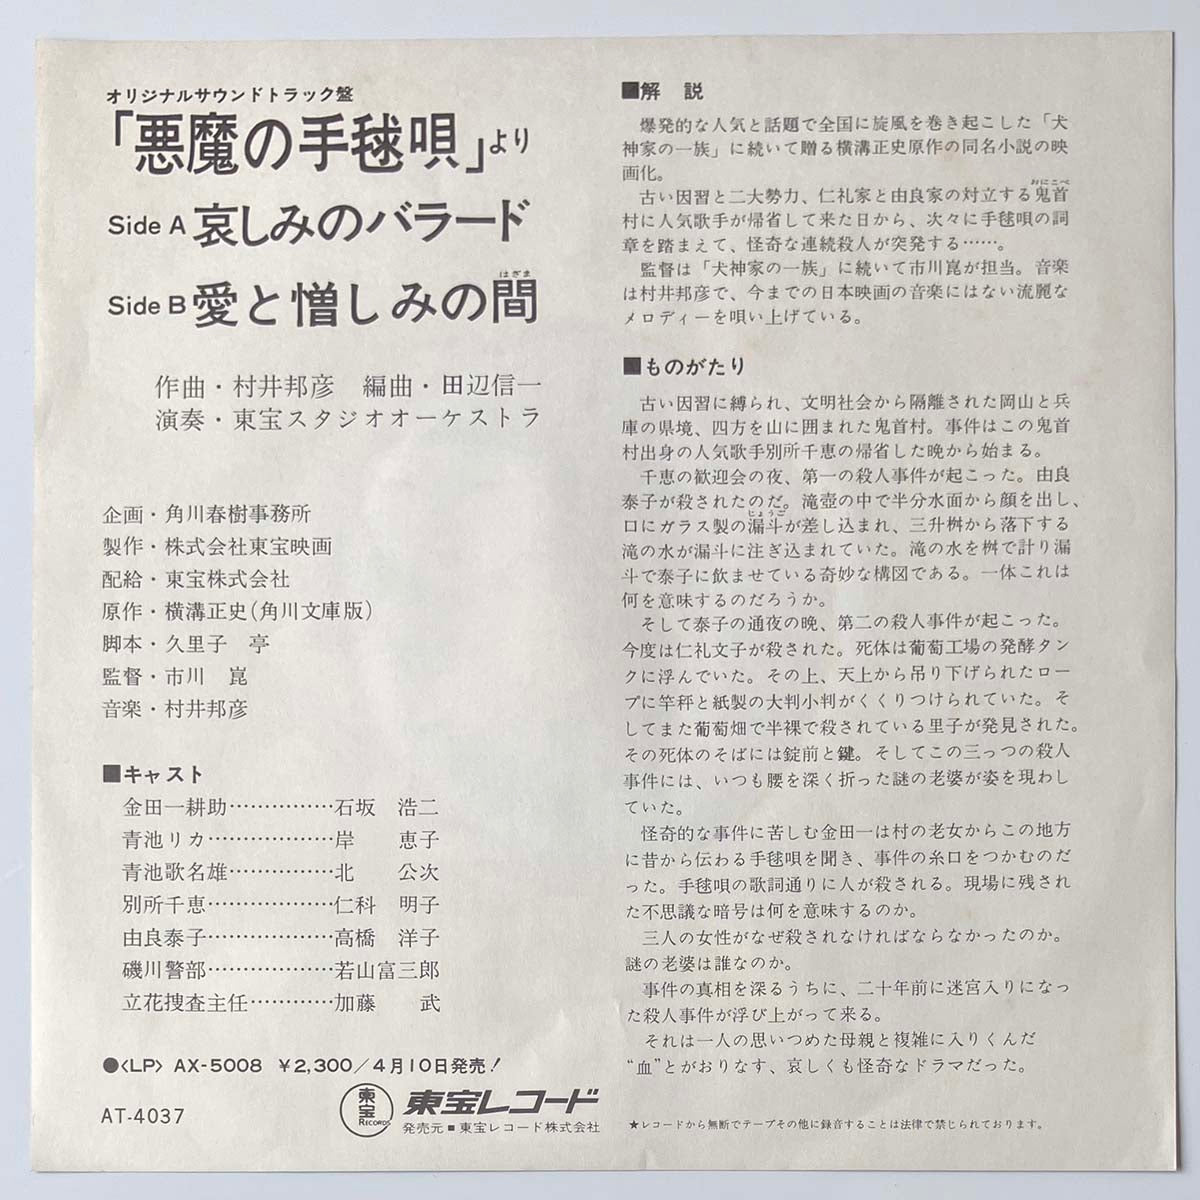 オリジナルサウンドトラック盤
「悪魔の手毬唄」より
Side A 哀しみのバラード
はざま
Side B 愛と憎しみの間
作曲・村井邦彦 編曲・田辺信一
演奏・東宝スタジオオーケストラ
企画・角川春樹事務所
製作・株式会社東宝映画
配給・東宝株式会社
原作・横溝正史(角川文庫版)
脚本・久里子 亭
監督・市川 崑
音楽・村井邦彦
■キャスト
金田一耕助……………石坂 浩二
青池リカ………………岸 恵子
青池歌名雄……………北 公次
別所千恵………………仁科 明子
由良泰子………………高橋 洋子
磯川警部………………若山富三郎
立花捜査主任…………加藤 武
●〈LP〉AX-5008 ¥2,300/4月10日発売!
AT-4037
東宝
RECORDS
東宝レコード
発売元■東宝レコード株式会社
■解 説
爆発的な人気と話題で全国に旋風を巻き起こした「犬
神家の一族」に続いて贈る横溝正史原作の同名小説の映
画化。
おにこべ
古い因習と二大勢力、仁礼家と由良家の対立する鬼首
村に人気歌手が帰省して来た日から、次々に手毬唄の詞
章を踏まえて、怪奇な連続殺人が突発する……。
監督は「犬神家の一族」に続いて市川崑が担当。音楽
は村井邦彦で、今までの日本映画の音楽にはない流麗な
メロディーを唄い上げている。
■ものがたり
古い因習に縛られ、文明社会から隔離された岡山と兵
庫の県境、四方を山に囲まれた鬼首村。事件はこの鬼首
村出身の人気歌手別所千恵の帰省した晩から始まる。
千恵の歓迎会の夜、第一の殺人事件が起こった。由良
泰子が殺されたのだ。滝壺の中で半分水面から顔を出し、
じょうご
口にガラス製の漏斗が差し込まれ、三升桝から落下する
滝の水が漏斗に注ぎ込まれていた。滝の水を桝で計り漏
斗で泰子に飲ませている奇妙な構図である。一体これは
何を意味するのだろうか。
そして泰子の通夜の晩、第二の殺人事件が起こった。
今度は仁礼文子が殺された。死体は葡萄工場の発酵タン
クに浮んでいた。その上、天上から吊り下げられたロー
プに竿秤と紙製の大判小判がくくりつけられていた。そ
してまた葡萄畑で半裸で殺されている里子が発見された。
その死体のそばには錠前と鍵。そしてこの三っつの殺人
事件には、いつも腰を深く折った謎の老婆が姿を現わし
ていた。
怪奇的な事件に苦しむ金田一は村の老女からこの地方
に昔から伝わる手毬唄を聞き、事件の糸口をつかむのだ
った。手毬唄の歌詞通りに人が殺される。現場に残され
た不思議な暗号は何を意味するのか。
三人の女性がなぜ殺されなければならなかったのか。
謎の老婆は誰なのか。
事件の真相を深るうちに、二十年前に迷宮入りになっ
た殺人事件が浮び上がって来る。
それは一人の思いつめた母親と複雑に入りくんだ
“血”とがおりなす、哀しくも怪奇なドラマだった。
★レコードから無断でテープその他に録音することは法律で禁じられております。